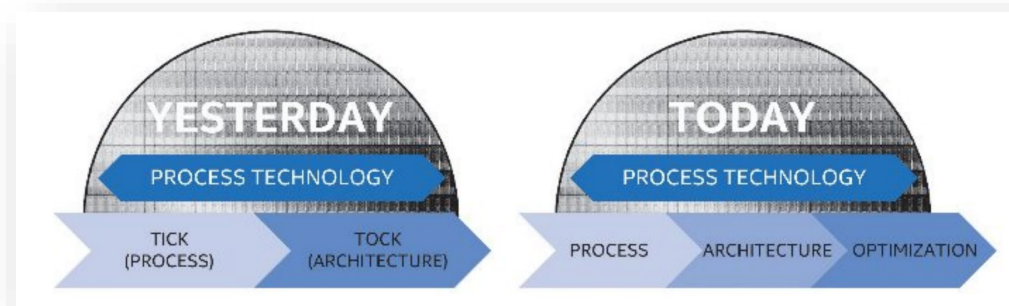 YESTERDAY
PROCESS TECHNOLOGY
TICK
(PROCESS)
TOCK
(ARCHITECTURE)
TODAY
PROCESS TECHNOLOGY
PROCESS
ARCHITECTURE
OPTIMIZATION